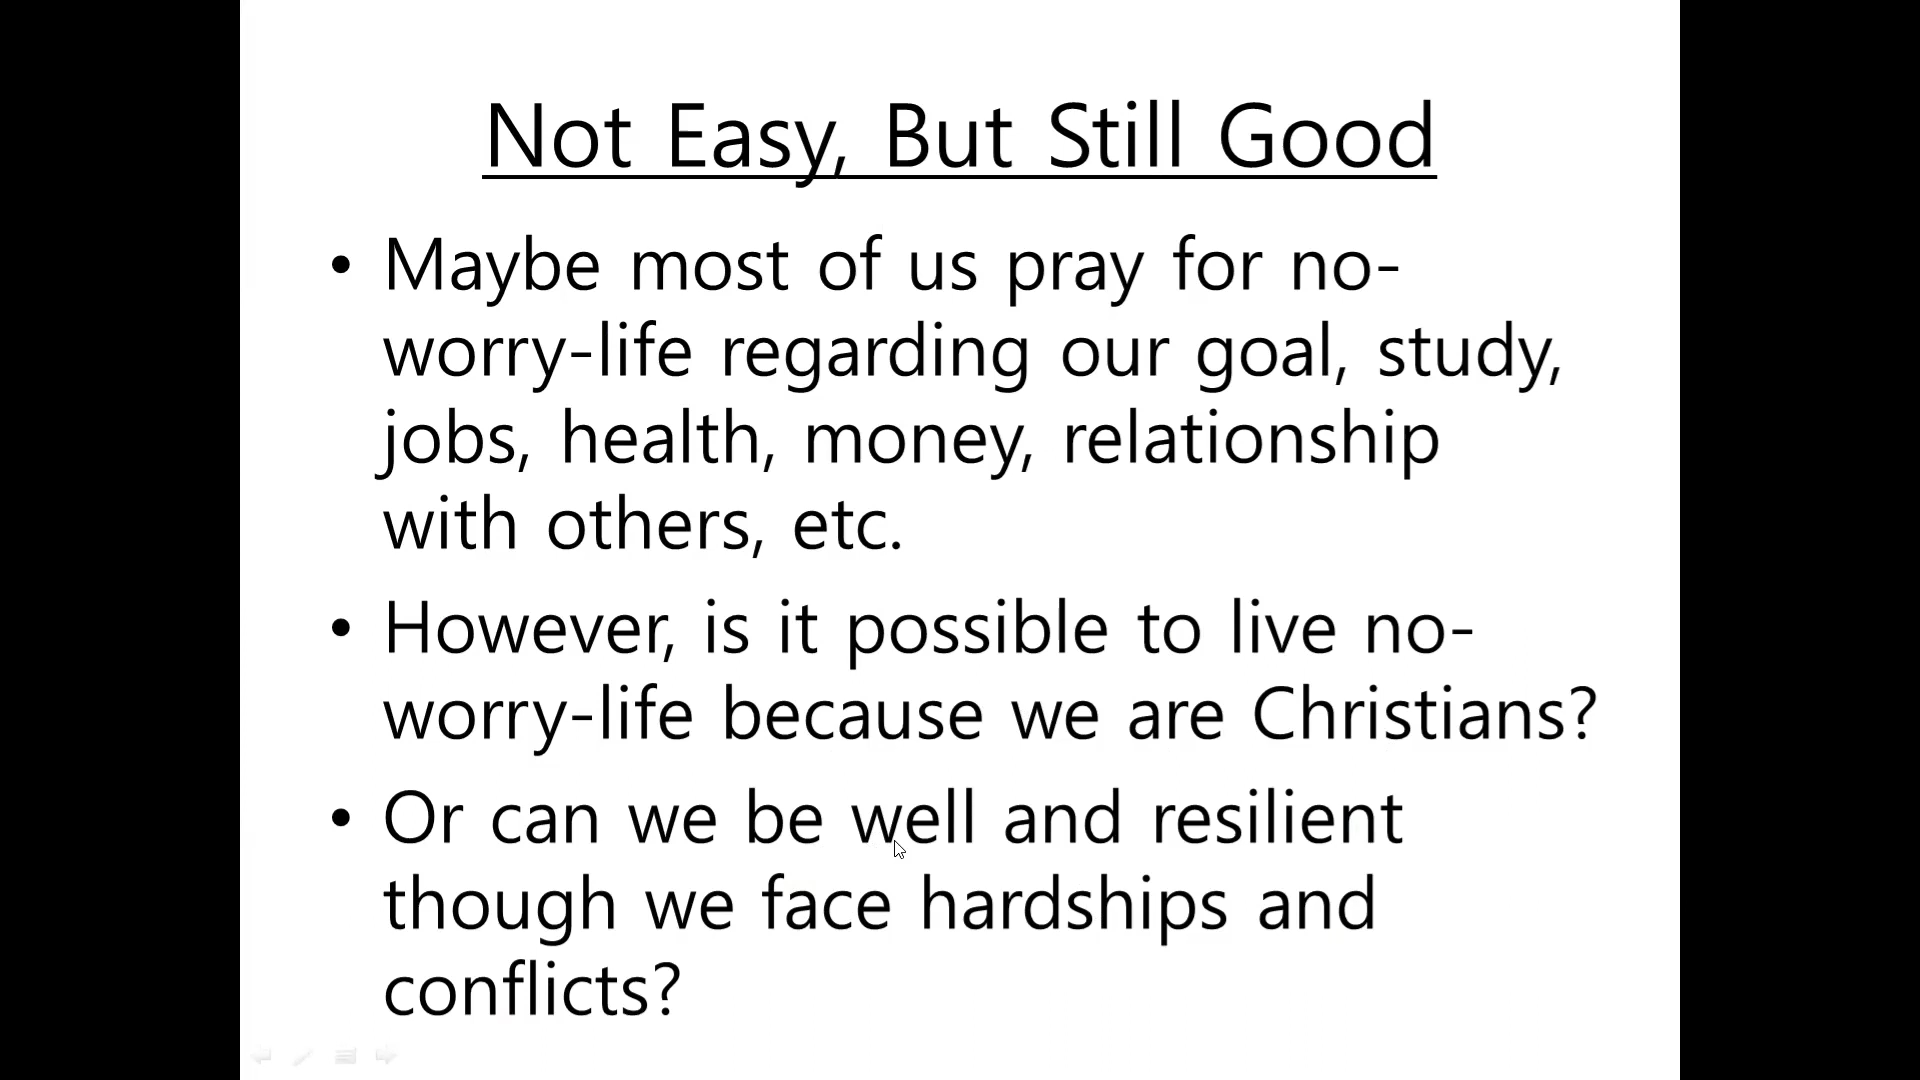 Not Easy, But Still Good
• Maybe most of us pray for no-
worry-life regarding our goal, study,
jobs, health, money, relationship
with others, etc.
• However, is it possible to live no-
worry-life because we are Christians?
• Or can we be well and resilient
though we face hardships and
conflicts?